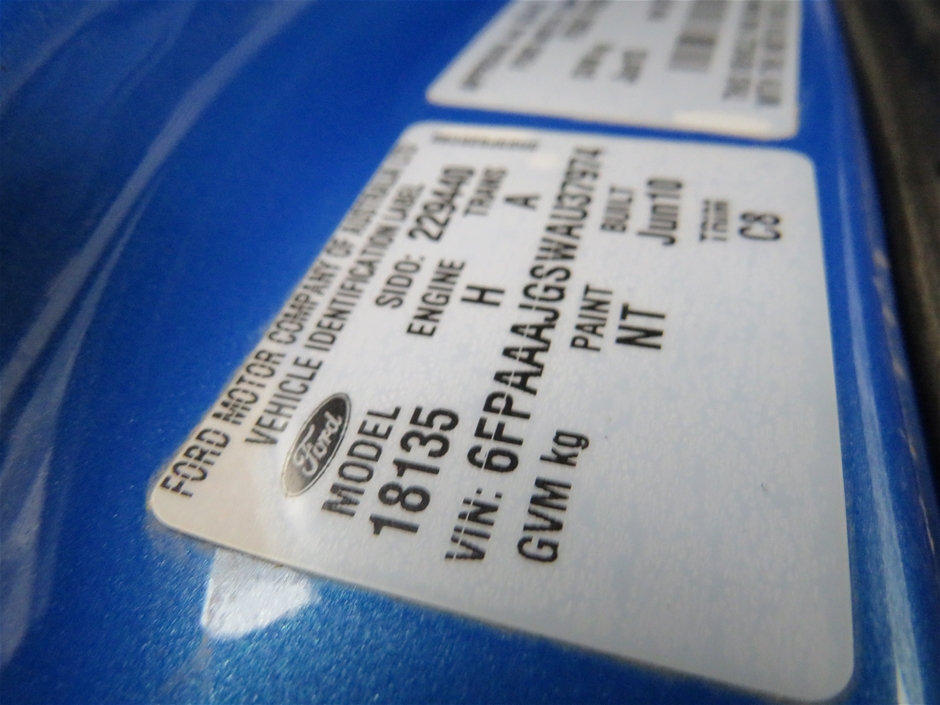 FORD MOTOR COMPANY OF AUSTRALIA LTD
VEHICLE IDENTIFICATION LABEL
Ford
SIDO: 229440
MODEL ENGINE TRANS
18135 H A
VIN: 6FPAAAJGSWAU37974
GVM kg PAINT BUILT
NT Jun10
TRIM
C8